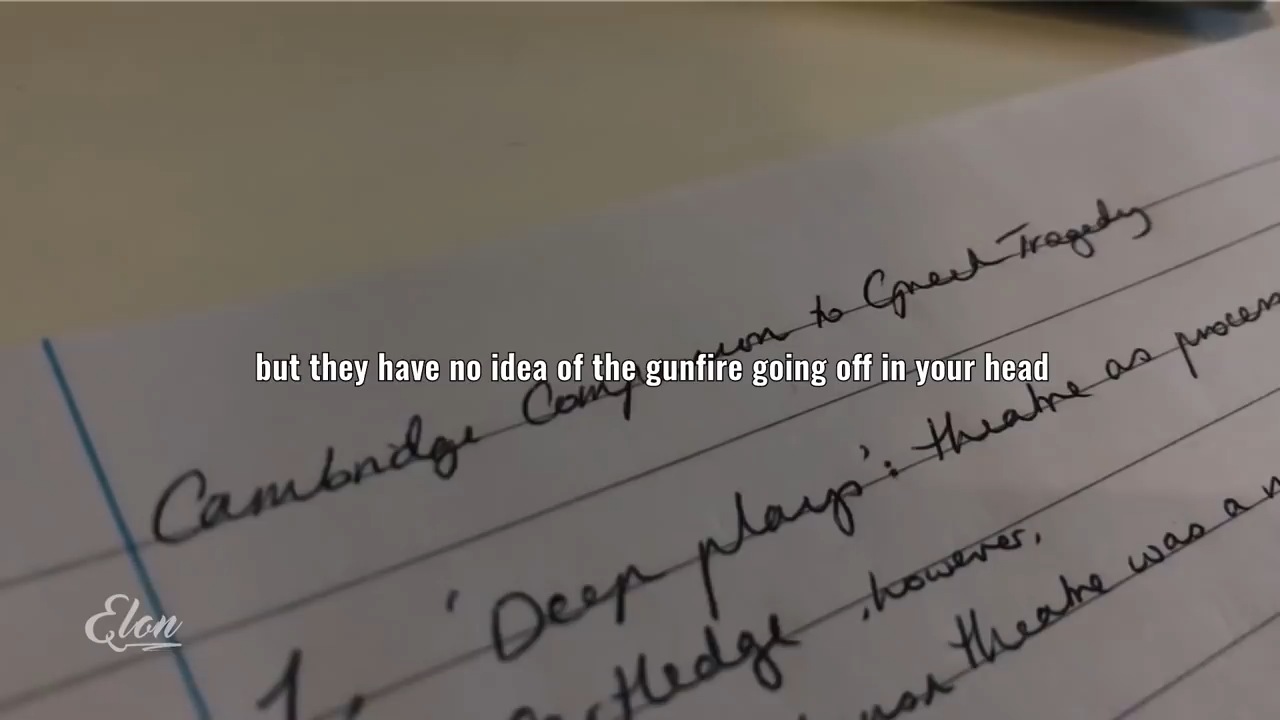 Cambridge Companion to Greek Tragedy
but they have no idea of the gunfire going off in your head
1. 'Deep plays': theatre as process
Cartledge, however,
theatre was a
Elon